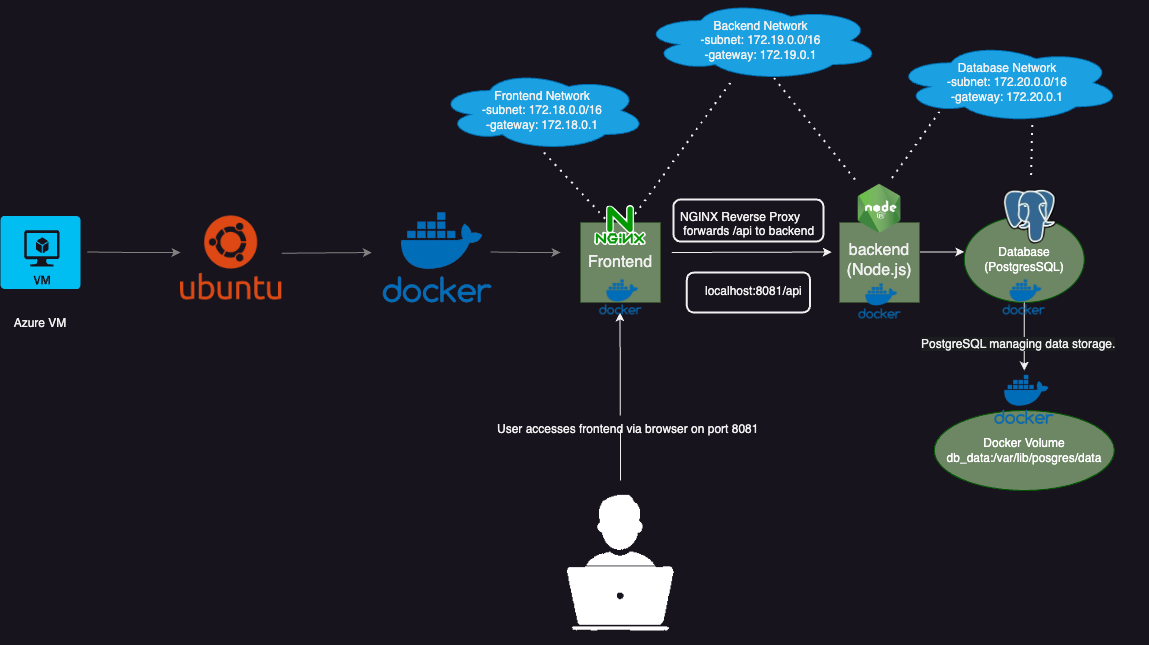 Backend Network
-subnet: 172.19.0.0/16
-gateway: 172.19.0.1
Database Network
-subnet: 172.20.0.0/16
-gateway: 172.20.0.1
Frontend Network
-subnet: 172.18.0.0/16
-gateway: 172.18.0.1
VM
Azure VM
ubuntu
docker
NGINX
Frontend
docker
NGINX Reverse Proxy
forwards /api to backend
localhost:8081/api
node
js
backend
(Node.js)
docker
Database
(PostgresSQL)
docker
PostgreSQL managing data storage.
docker
Docker Volume
db_data:/var/lib/posgres/data
User accesses frontend via browser on port 8081